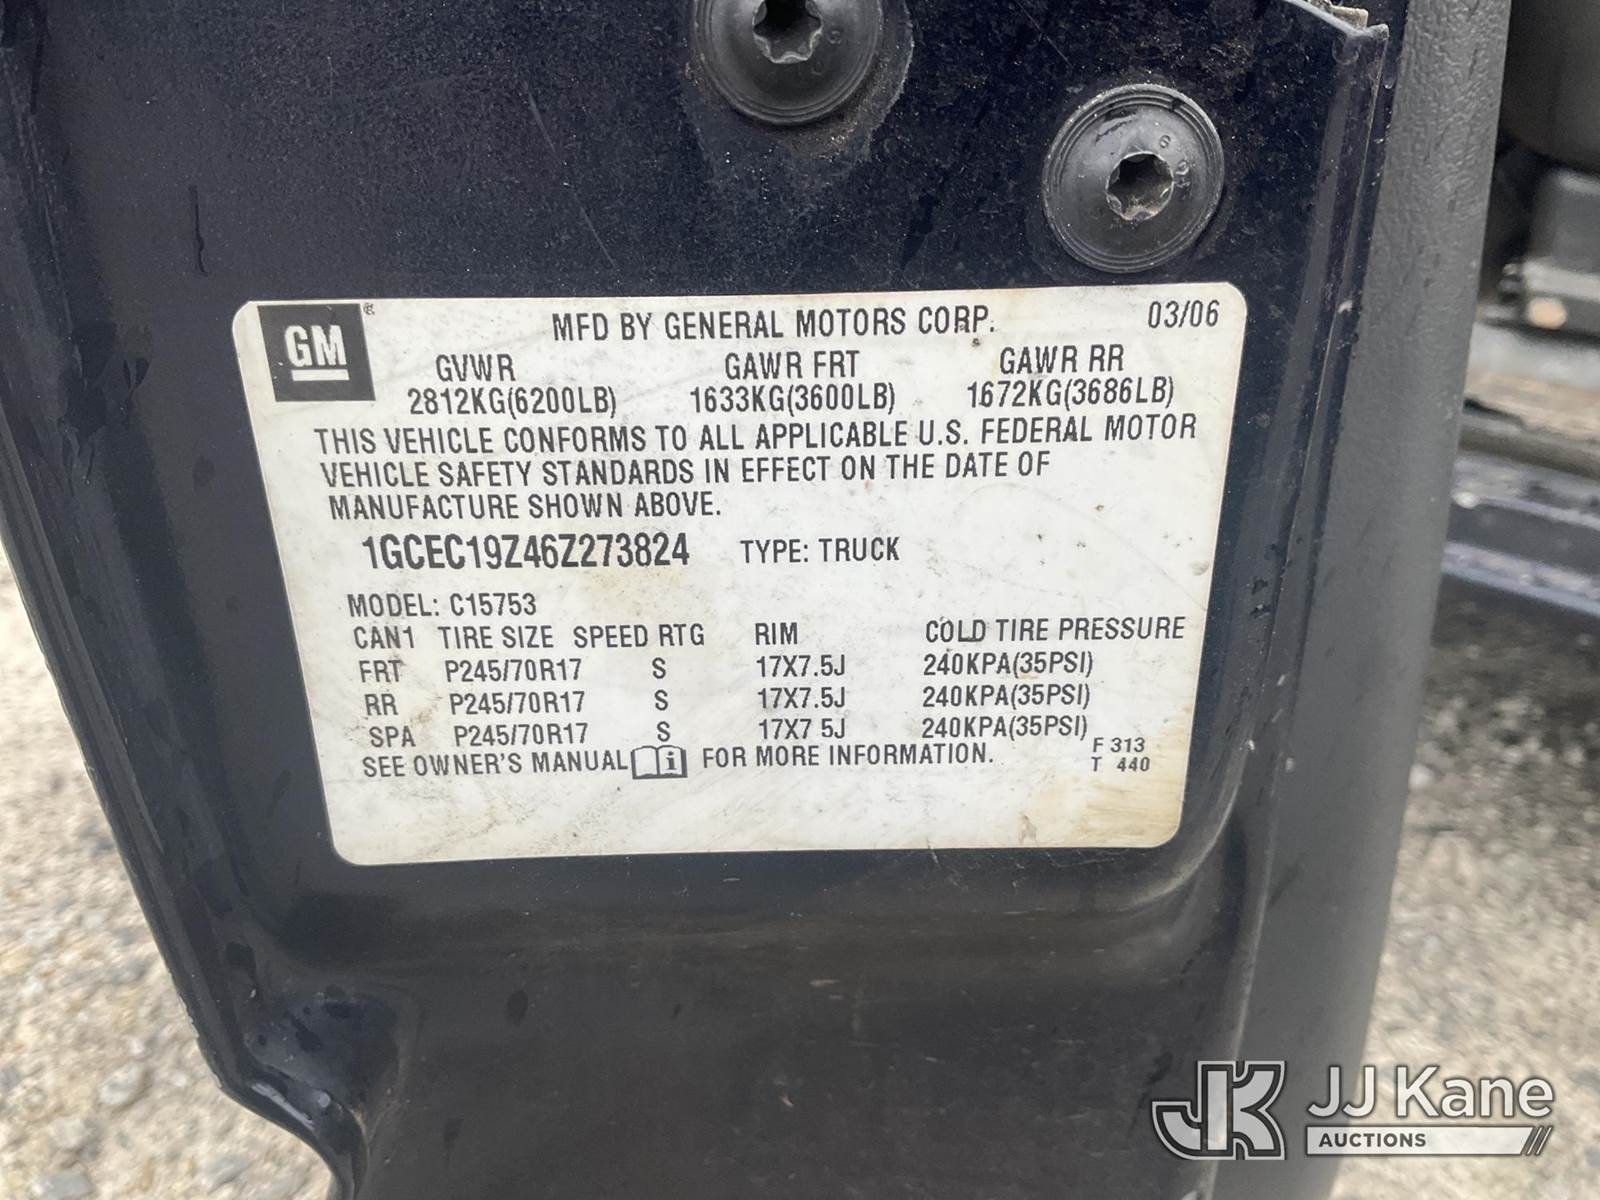 GM
MFD BY GENERAL MOTORS CORP. 03/06
GVWR GAWR FRT GAWR RR
2812KG(6200LB) 1633KG(3600LB) 1672KG(3686LB)
THIS VEHICLE CONFORMS TO ALL APPLICABLE U.S. FEDERAL MOTOR
VEHICLE SAFETY STANDARDS IN EFFECT ON THE DATE OF
MANUFACTURE SHOWN ABOVE.
1GCEC19Z46Z273824 TYPE: TRUCK
MODEL: C15753
CAN1 TIRE SIZE SPEED RTG RIM COLD TIRE PRESSURE
FRT P245/70R17 S 17X7.5J 240KPA(35PSI)
RR P245/70R17 S 17X7.5J 240KPA(35PSI)
SPA P245/70R17 S 17X7 5J 240KPA(35PSI)
SEE OWNER'S MANUAL i FOR MORE INFORMATION.
F 313
T 440
JK JJ Kane
AUCTIONS